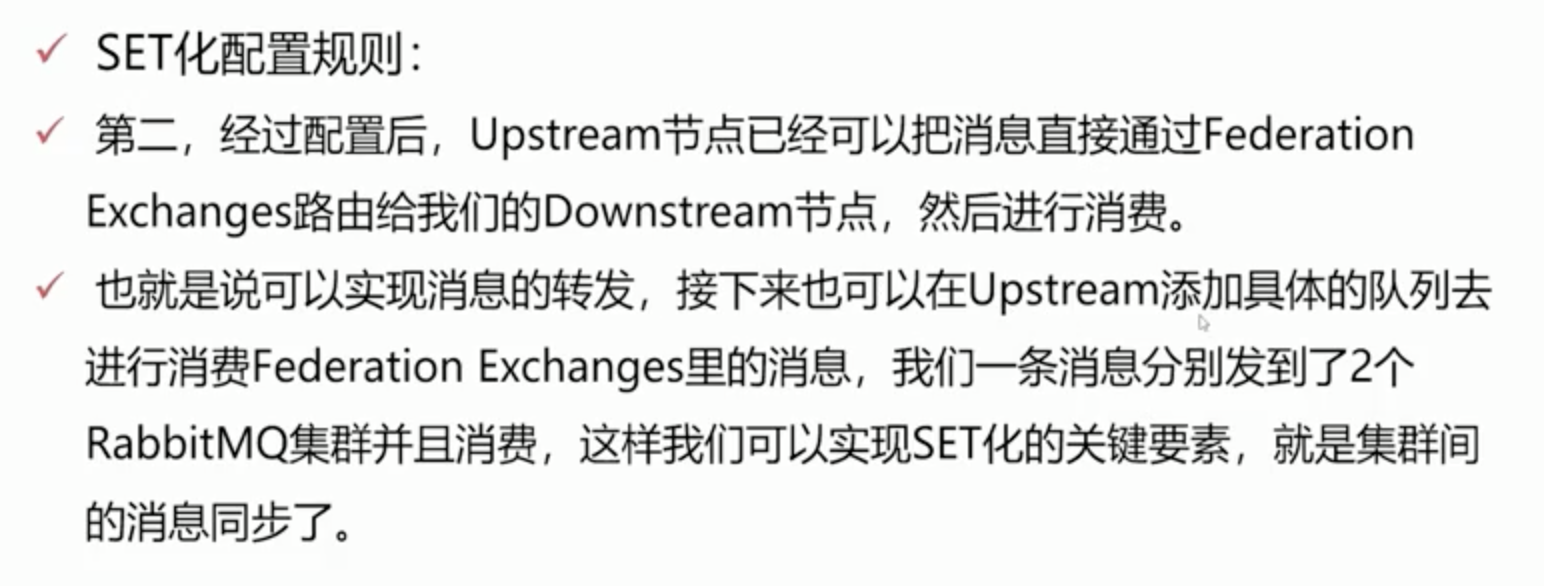 SET化配置规则：
第二，经过配置后，Upstream节点已经可以把消息直接通过Federation
Exchanges路由给我们的Downstream节点，然后进行消费。
也就是说可以实现消息的转发，接下来也可以在Upstream添加具体的队列去
进行消费Federation Exchanges里的消息，我们一条消息分别发到了2个
RabbitMQ集群并且消费，这样我们可以实现SET化的关键要素，就是集群间
的消息同步了。